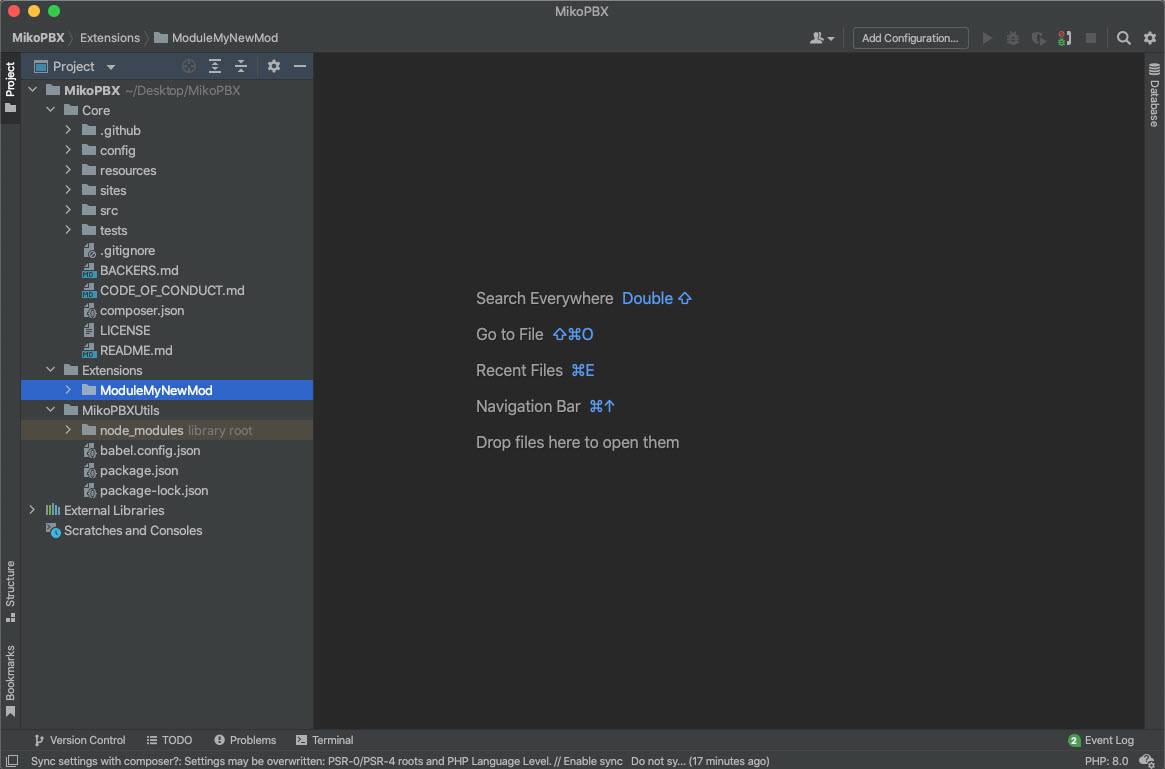 MikoPBX
MikoPBX Extensions ModuleMyNewMod
Add Configuration...
Project
Project
MikoPBX ~/Desktop/MikoPBX
Core
.github
config
resources
sites
src
tests
.gitignore
BACKERS.md
CODE_OF_CONDUCT.md
composer.json
LICENSE
README.md
Extensions
ModuleMyNewMod
MikoPBXUtils
node_modules library root
babel.config.json
package.json
package-lock.json
External Libraries
Scratches and Consoles
Search Everywhere Double ⇧
Go to File ⇧⌘O
Recent Files ⌘E
Navigation Bar ⌘↑
Drop files here to open them
Database
Structure
Bookmarks
Version Control TODO Problems Terminal
2 Event Log
Sync settings with composer?: Settings may be overwritten: PSR-0/PSR-4 roots and PHP Language Level. // Enable sync Do not sy... (17 minutes ago)
PHP: 8.0